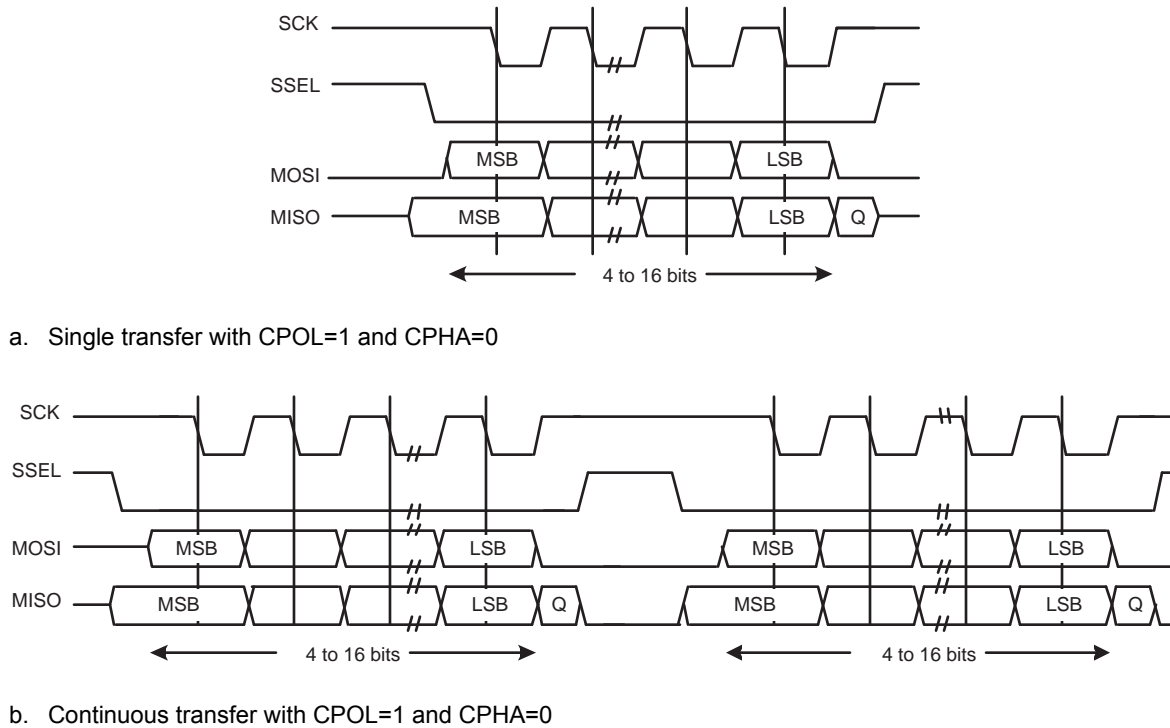 SCK
SSEL
MSB LSB
MOSI
MISO MSB LSB Q
4 to 16 bits
a. Single transfer with CPOL=1 and CPHA=0
SCK
SSEL
MOSI MSB LSB MSB LSB
MISO MSB LSB Q MSB LSB Q
4 to 16 bits 4 to 16 bits
b. Continuous transfer with CPOL=1 and CPHA=0